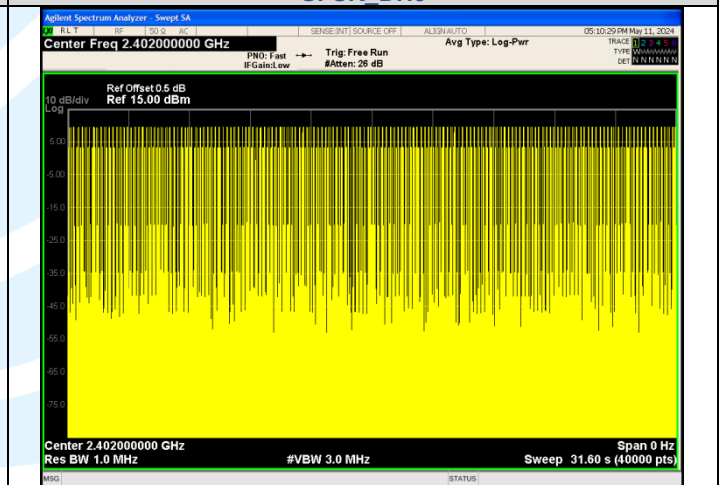 Agilent Spectrum Analyzer - Swept SA
RLT RF 50 Ω AC SENSE:INT SOURCE OFF ALIGN AUTO 05:10:29 PM May 11, 2024
Center Freq 2.402000000 GHz
PNO: Fast
IFGain:Low
Trig: Free Run
#Atten: 26 dB
Avg Type: Log-Pwr
TRACE 1 2 3 4 5 6
TYPE
DET N N N N N N
Ref Offset 0.5 dB
10 dB/div Ref 15.00 dBm
Log
5.00
-5.00
-15.0
-25.0
-35.0
-45.0
-55.0
-65.0
-75.0
Center 2.402000000 GHz Span 0 Hz
Res BW 1.0 MHz #VBW 3.0 MHz Sweep 31.60 s (40000 pts)
MSG STATUS